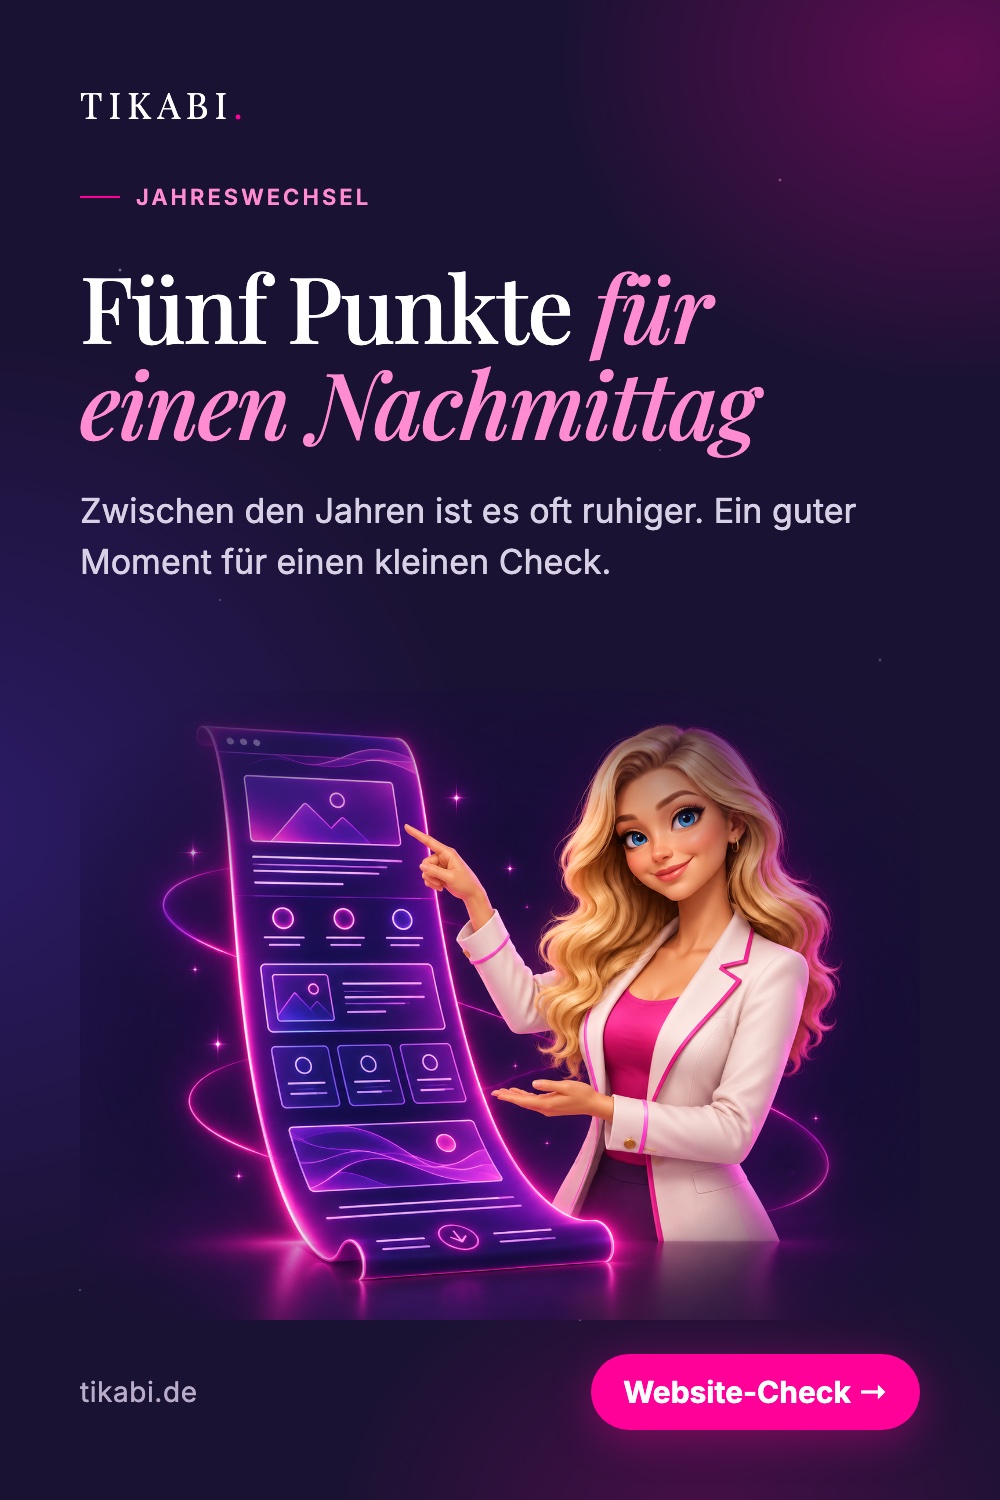 TIKABI.
JAHRESWECHSEL
Fünf Punkte für
einen Nachmittag
Zwischen den Jahren ist es oft ruhiger. Ein guter
Moment für einen kleinen Check.
tikabi.de
Website-Check →